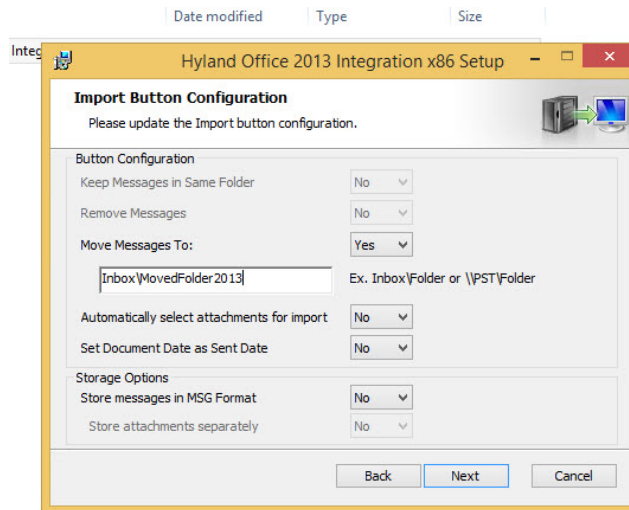 Date modified Type Size
Integ
Hyland Office 2013 Integration x86 Setup
Import Button Configuration
Please update the Import button configuration.
Button Configuration
Keep Messages in Same Folder No
Remove Messages No
Move Messages To: Yes
Inbox\MovedFolder2013 Ex. Inbox\Folder or \\PST\Folder
Automatically select attachments for import No
Set Document Date as Sent Date No
Storage Options
Store messages in MSG Format No
Store attachments separately No
Back Next Cancel